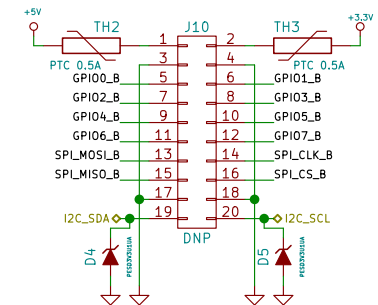 +5V +3.3V
TH2 J10 TH3
1 2
PTC 0.5A PTC 0.5A
3 4
GPIO0_B 5 6 GPIO1_B
GPIO2_B 7 8 GPIO3_B
GPIO4_B 9 10 GPIO5_B
GPIO6_B 11 12 GPIO7_B
SPI_MOSI_B 13 14 SPI_CLK_B
SPI_MISO_B 15 16 SPI_CS_B
17 18
I2C_SDA 19 20 I2C_SCL
DNP
D4 PESD3V3U1UA D5 PESD3V3U1UA